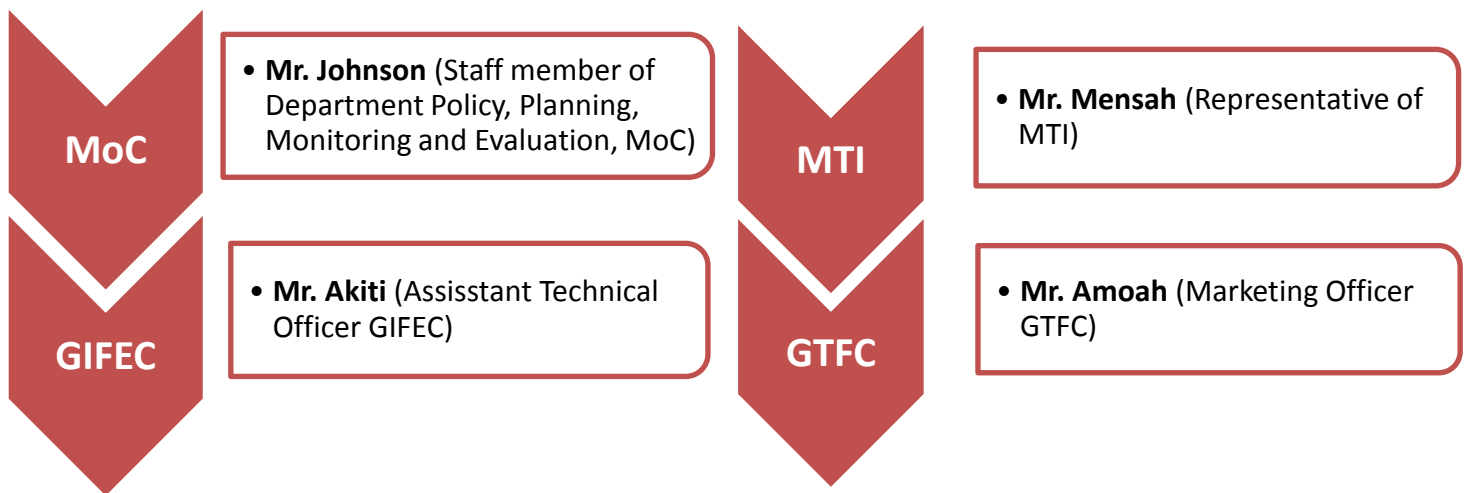 MoC
• Mr. Johnson (Staff member of
Department Policy, Planning,
Monitoring and Evaluation, MoC)
GIFEC
• Mr. Akiti (Assisstant Technical
Officer GIFEC)
MTI
• Mr. Mensah (Representative of
MTI)
GTFC
• Mr. Amoah (Marketing Officer
GTFC)